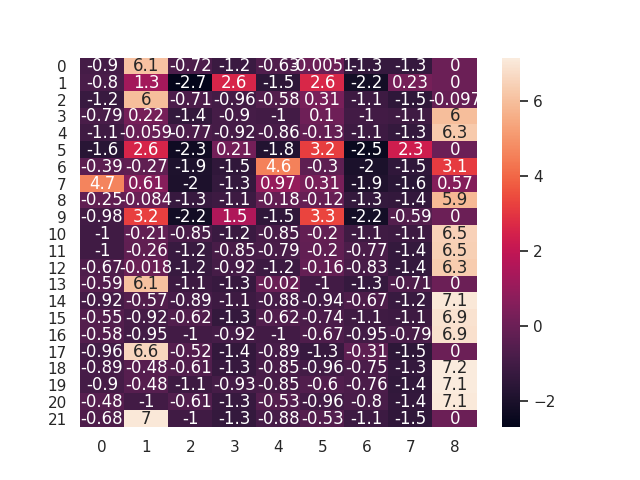 0 -0.9 6.1 -0.72 -1.2 -0.63 -0.0051 -1.3 -1.3 0
1 -0.8 1.3 -2.7 2.6 -1.5 2.6 -2.2 0.23 0
2 -1.2 6 -0.71 -0.96 -0.58 0.31 -1.1 -1.5 -0.097
3 -0.79 0.22 -1.4 -0.9 -1 0.1 -1 -1.1 6
4 -1.1 -0.059 -0.77 -0.92 -0.86 -0.13 -1.1 -1.3 6.3
5 -1.6 2.6 -2.3 0.21 -1.8 3.2 -2.5 2.3 0
6 -0.39 -0.27 -1.9 -1.5 4.6 -0.3 -2 -1.5 3.1
7 4.7 0.61 -2 -1.3 0.97 0.31 -1.9 -1.6 0.57
8 -0.25 -0.084 -1.3 -1.1 -0.18 -0.12 -1.3 -1.4 5.9
9 -0.98 3.2 -2.2 1.5 -1.5 3.3 -2.2 -0.59 0
10 -1 -0.21 -0.85 -1.2 -0.85 -0.2 -1.1 -1.1 6.5
11 -1 -0.26 -1.2 -0.85 -0.79 -0.2 -0.77 -1.4 6.5
12 -0.67 -0.018 -1.2 -0.92 -1.2 -0.16 -0.83 -1.4 6.3
13 -0.59 6.1 -1.1 -1.3 -0.02 -1 -1.3 -0.71 0
14 -0.92 -0.57 -0.89 -1.1 -0.88 -0.94 -0.67 -1.2 7.1
15 -0.55 -0.92 -0.62 -1.3 -0.62 -0.74 -1.1 -1.1 6.9
16 -0.58 -0.95 -1 -0.92 -1 -0.67 -0.95 -0.79 6.9
17 -0.96 6.6 -0.52 -1.4 -0.89 -1.3 -0.31 -1.5 0
18 -0.89 -0.48 -0.61 -1.3 -0.85 -0.96 -0.75 -1.3 7.2
19 -0.9 -0.48 -1.1 -0.93 -0.85 -0.6 -0.76 -1.4 7.1
20 -0.48 -1 -0.61 -1.3 -0.53 -0.96 -0.8 -1.4 7.1
21 -0.68 7 -1 -1.3 -0.88 -0.53 -1.1 -1.5 0
0 1 2 3 4 5 6 7 8
6
4
2
0
−2